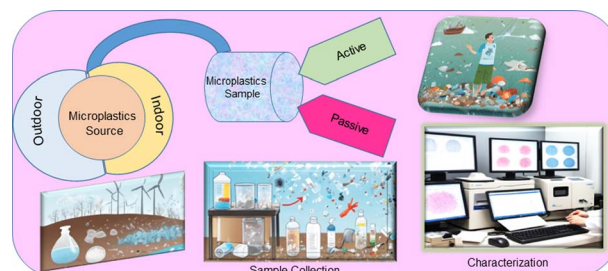 Outdoor
Microplastics
Source
Indoor
Microplastics
Sample
Active
Passive
Sample Collection
Characterization